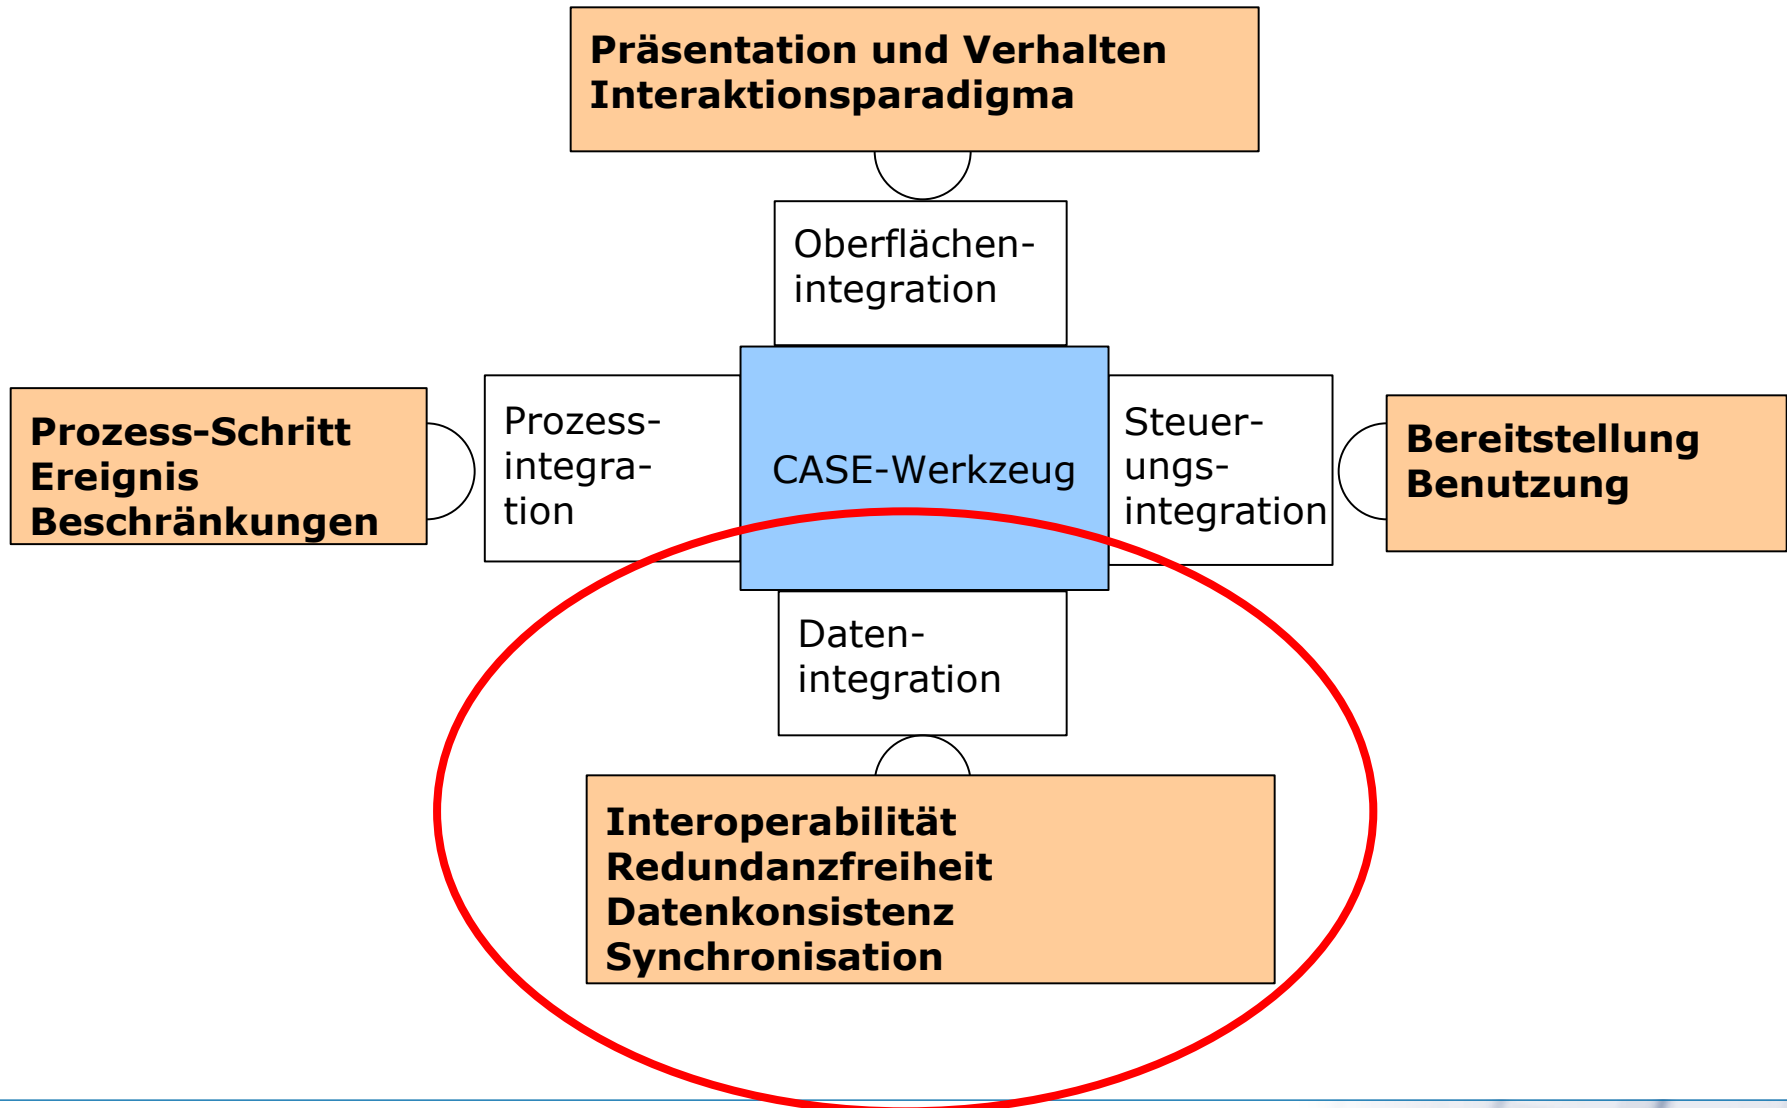 Präsentation und Verhalten
Interaktionsparadigma
Oberflächen-
integration
Prozess-Schritt
Ereignis
Beschränkungen
Prozess-
integra-
tion
CASE-Werkzeug
Steuer-
ungs-
integration
Bereitstellung
Benutzung
Daten-
integration
Interoperabilität
Redundanzfreiheit
Datenkonsistenz
Synchronisation